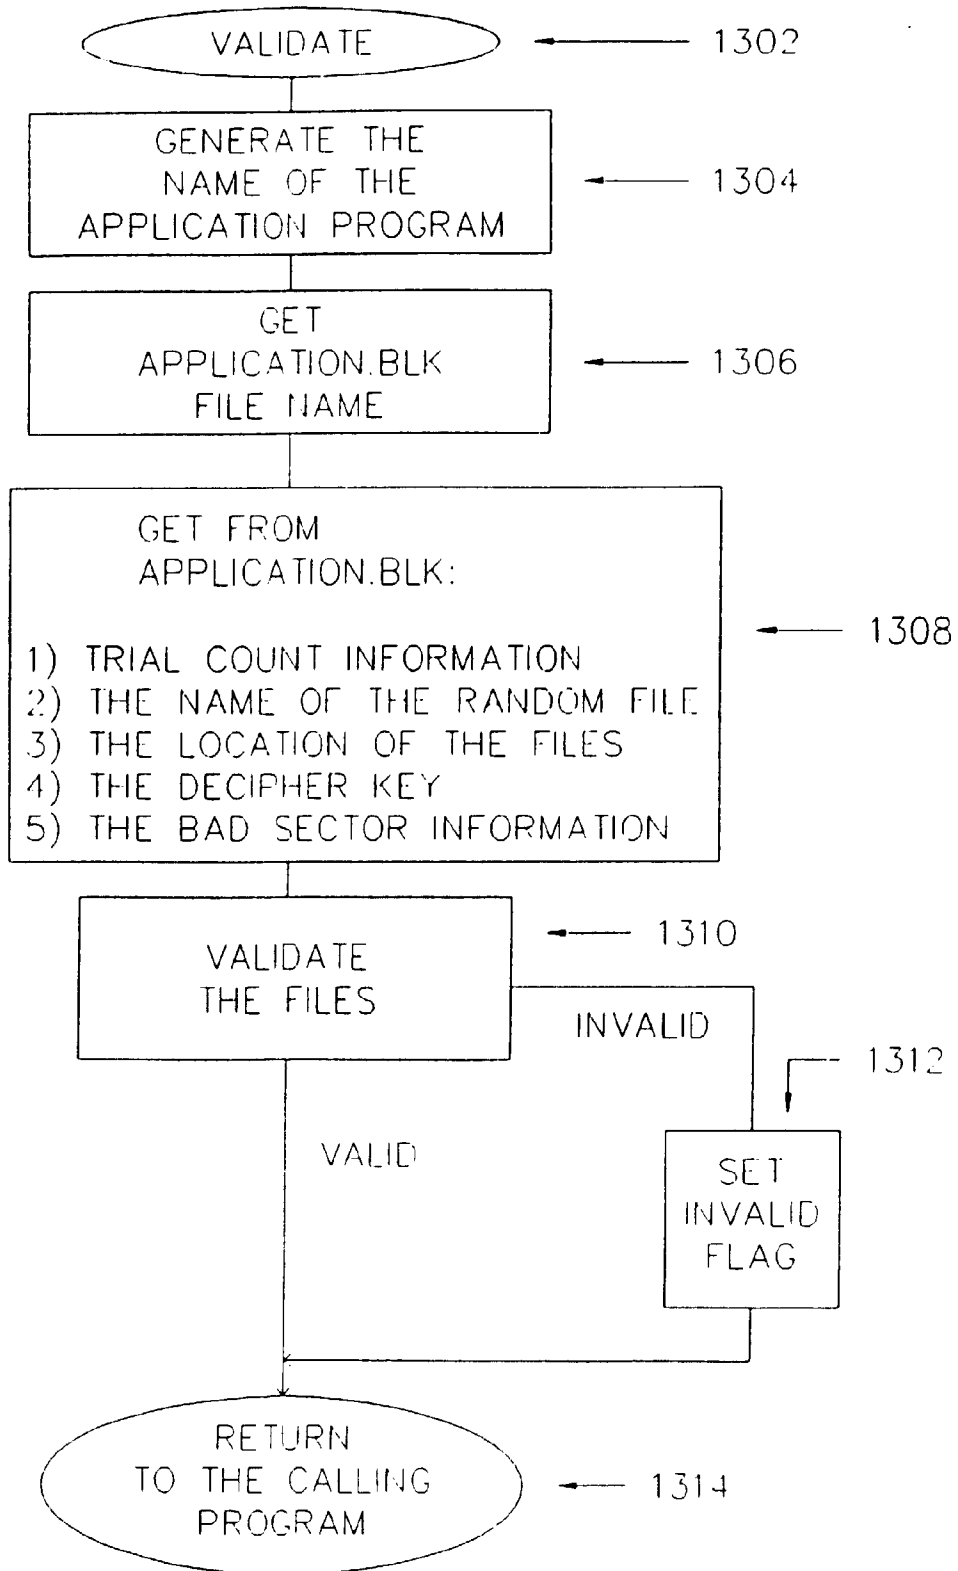 VALIDATE
1302
GENERATE THE
NAME OF THE
APPLICATION PROGRAM
1304
GET
APPLICATION.BLK
FILE NAME
1306
GET FROM
APPLICATION.BLK:
1308
1) TRIAL COUNT INFORMATION
2) THE NAME OF THE RANDOM FILE
3) THE LOCATION OF THE FILES
4) THE DECIPHER KEY
5) THE BAD SECTOR INFORMATION
1310
VALIDATE
THE FILES
INVALID
1312
VALID
SET
INVALID
FLAG
RETURN
TO THE CALLING
PROGRAM
1314